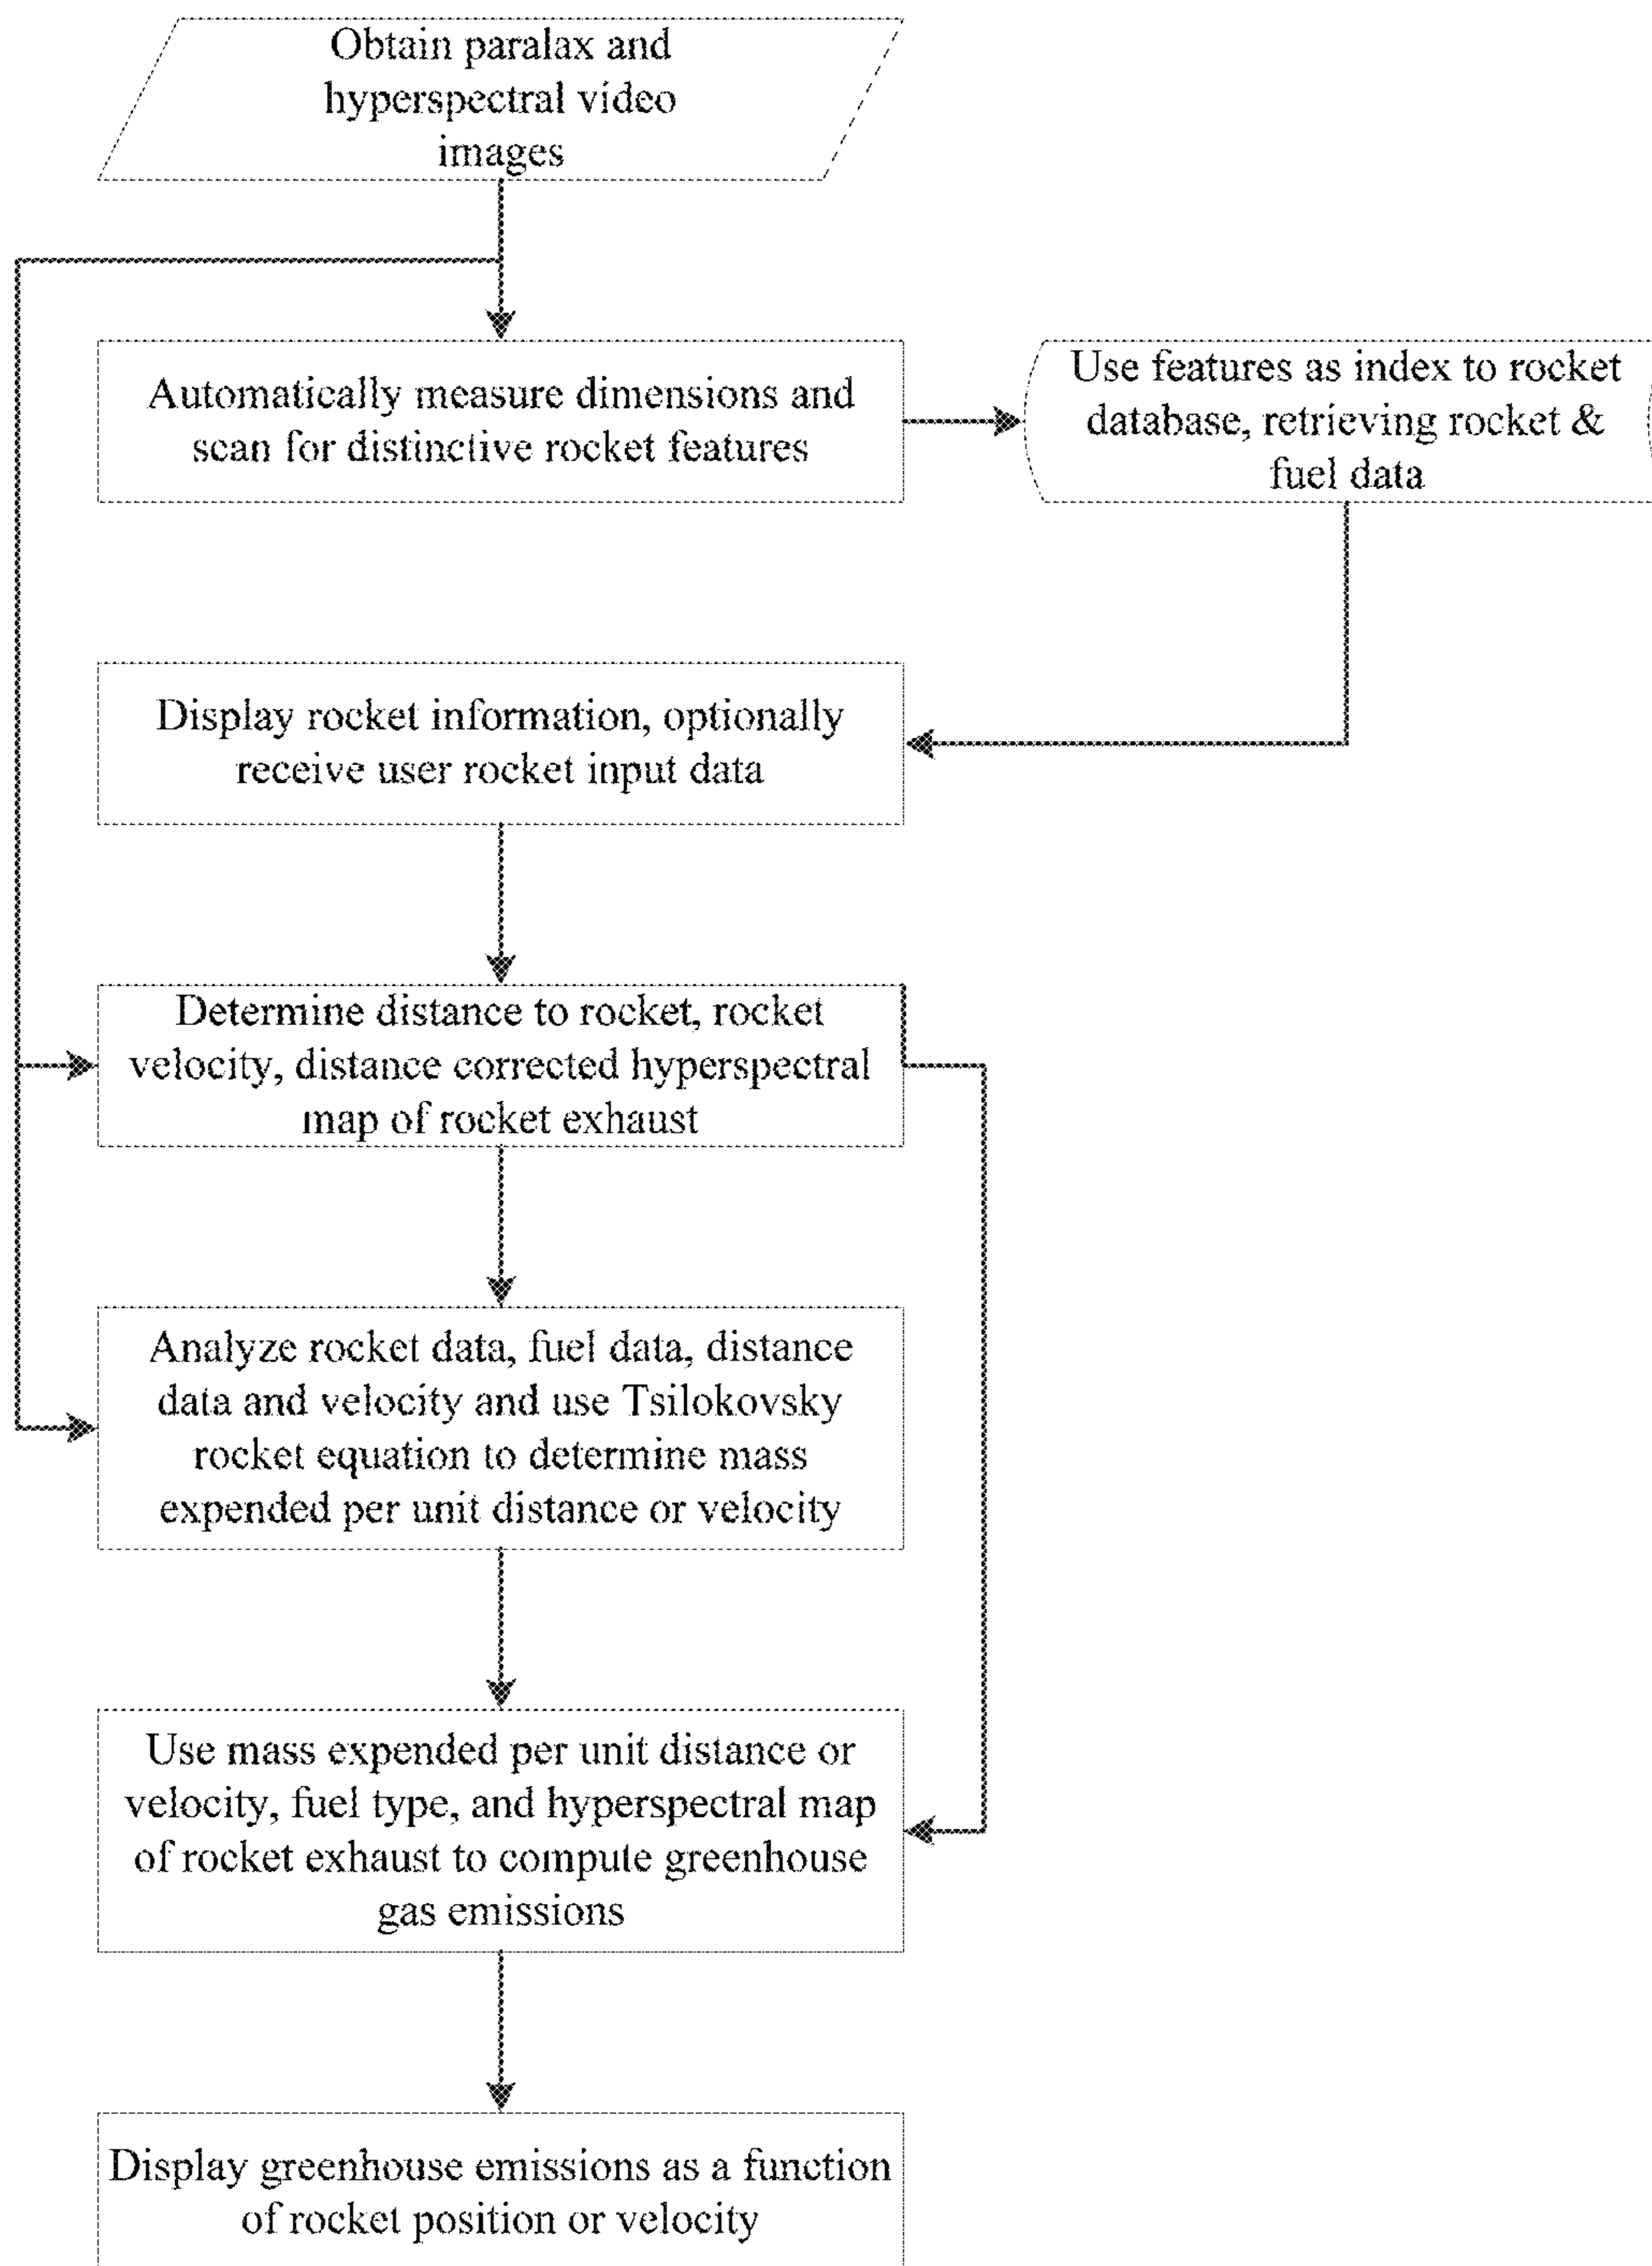 Obtain paralax and
hyperspectral video
images
Automatically measure dimensions and
scan for distinctive rocket features
Use features as index to rocket
database, retrieving rocket &
fuel data
Display rocket information, optionally
receive user rocket input data
Determine distance to rocket, rocket
velocity, distance corrected hyperspectral
map of rocket exhaust
Analyze rocket data, fuel data, distance
data and velocity and use Tsilokovsky
rocket equation to determine mass
expended per unit distance or velocity
Use mass expended per unit distance or
velocity, fuel type, and hyperspectral map
of rocket exhaust to compute greenhouse
gas emissions
Display greenhouse emissions as a function
of rocket position or velocity